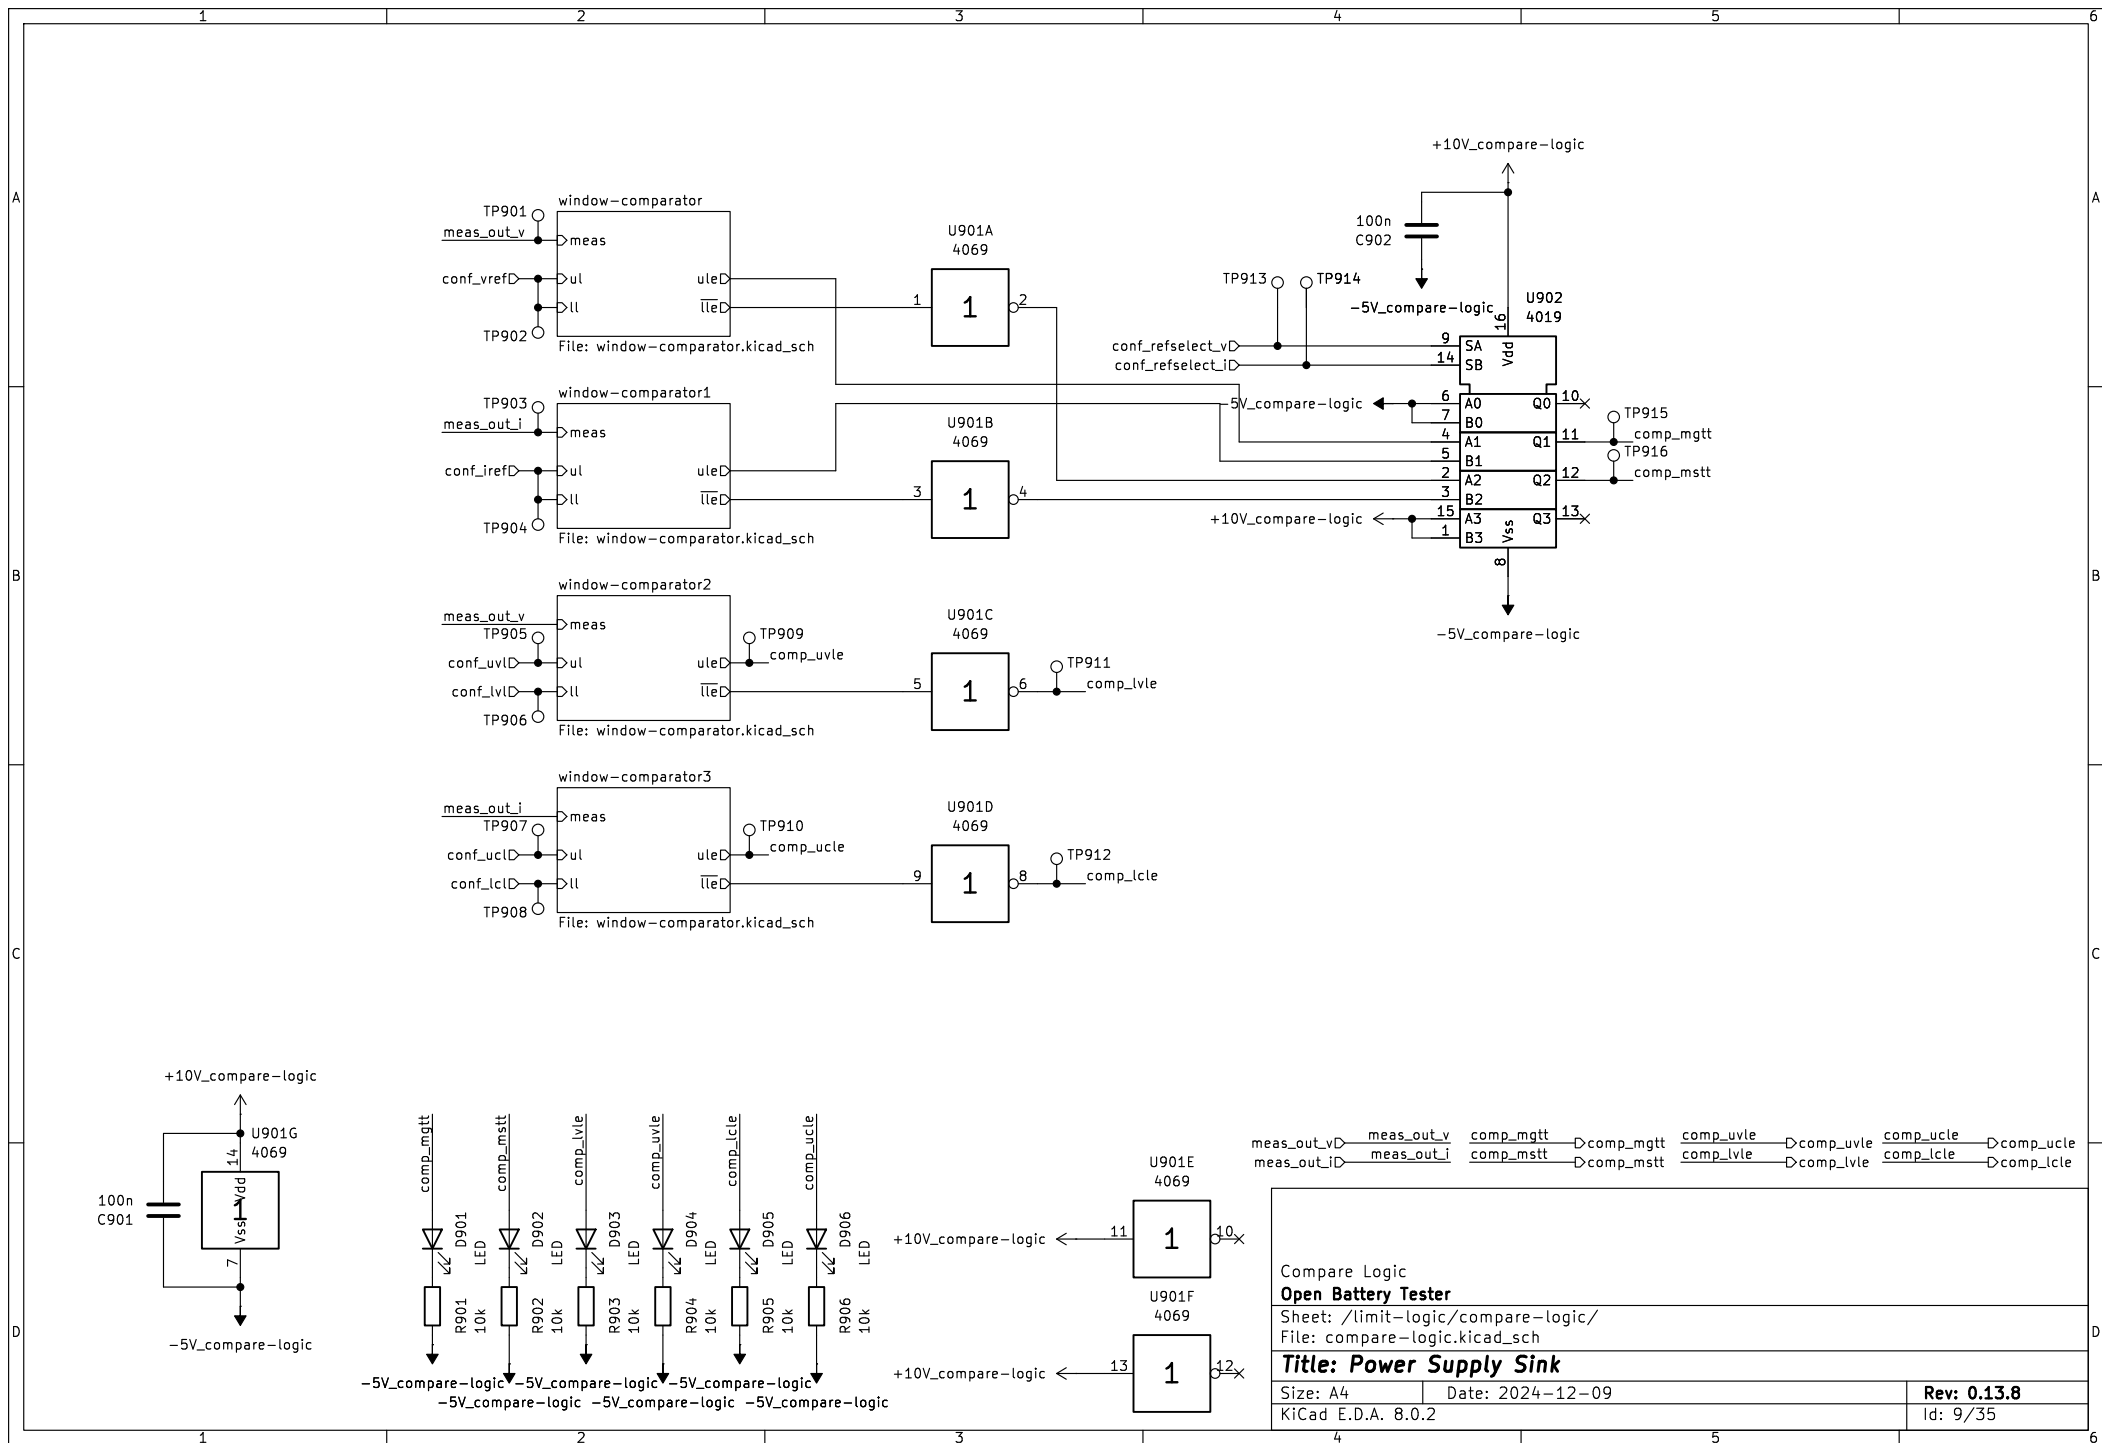 1 2 3 4 5 6
+10V_compare-logic
A A
window-comparator
TP901
meas_out_v
meas
conf_vref
ul
ule
ll
lle
TP902
File: window-comparator.kicad_sch
U901A
4069
1 1 2
100n
C902
-5V_compare-logic
TP913 TP914
U902
4019
16
Vdd
conf_refselect_v 9 SA
conf_refselect_i 14 SB
-5V_compare-logic 6 A0 Q0 10
7 B0
4 A1 Q1 11
5 B1
2 A2 Q2 12
3 B2
+10V_compare-logic 15 A3 Q3 13
1 B3
Vss
8
-5V_compare-logic
TP915
comp_mgtt
TP916
comp_mstt
window-comparator1
TP903
meas_out_i
meas
conf_iref
ul
ule
ll
lle
TP904
File: window-comparator.kicad_sch
U901B
4069
3 1 4
B B
window-comparator2
meas_out_v
meas
TP905
conf_uvl
ul
ule
TP909
comp_uvle
conf_lvl
ll
lle
TP906
File: window-comparator.kicad_sch
U901C
4069
5 1 6
TP911
comp_lvle
window-comparator3
meas_out_i
meas
TP907
conf_ucl
ul
ule
TP910
comp_ucle
conf_lcl
ll
lle
TP908
File: window-comparator.kicad_sch
U901D
4069
9 1 8
TP912
comp_lcle
C C
+10V_compare-logic
U901G
4069
14
Vdd
1
Vss
7
100n
C901
-5V_compare-logic
comp_mgtt
comp_mstt
comp_lvle
comp_uvle
comp_lcle
comp_ucle
D901
LED
D902
LED
D903
LED
D904
LED
D905
LED
D906
LED
R901
10k
R902
10k
R903
10k
R904
10k
R905
10k
R906
10k
-5V_compare-logic -5V_compare-logic -5V_compare-logic
-5V_compare-logic -5V_compare-logic -5V_compare-logic
U901E
4069
+10V_compare-logic 11 1 10
U901F
4069
+10V_compare-logic 13 1 12
meas_out_v meas_out_v comp_mgtt comp_mgtt comp_uvle comp_uvle comp_ucle comp_ucle
meas_out_i meas_out_i comp_mstt comp_mstt comp_lvle comp_lvle comp_lcle comp_lcle
Compare Logic
Open Battery Tester
Sheet: /limit-logic/compare-logic/
File: compare-logic.kicad_sch
Title: Power Supply Sink
Size: A4 Date: 2024-12-09 Rev: 0.13.8
KiCad E.D.A. 8.0.2 Id: 9/35
D D
1 2 3 4 5 6